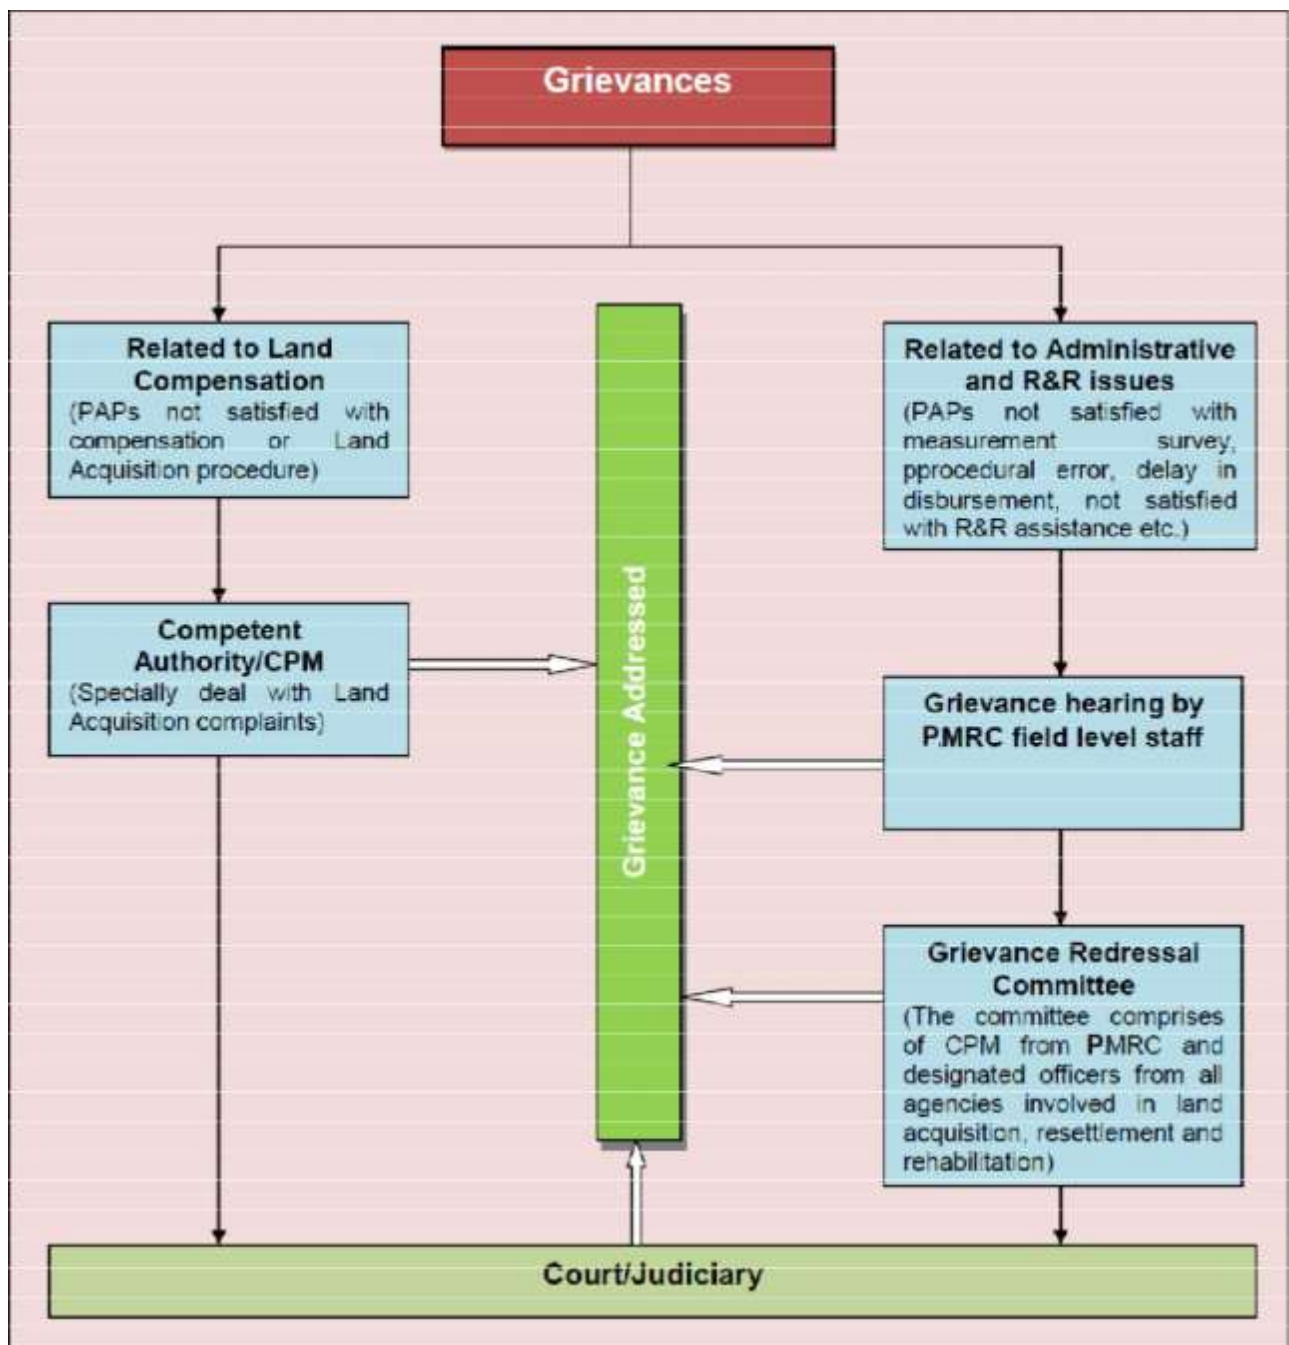 Grievances
Related to Land
Compensation
(PAPs not satisfied with
compensation or Land
Acquisition procedure)
Competent
Authority/CPM
(Specially deal with Land
Acquisition complaints)
Grievance Addressed
Related to Administrative
and R&R issues
(PAPs not satisfied with
measurement survey,
pprocedural error, delay in
disbursement, not satisfied
with R&R assistance etc.)
Grievance hearing by
PMRC field level staff
Grievance Redressal
Committee
(The committee comprises
of CPM from PMRC and
designated officers from all
agencies involved in land
acquisition, resettlement and
rehabilitation)
Court/Judiciary